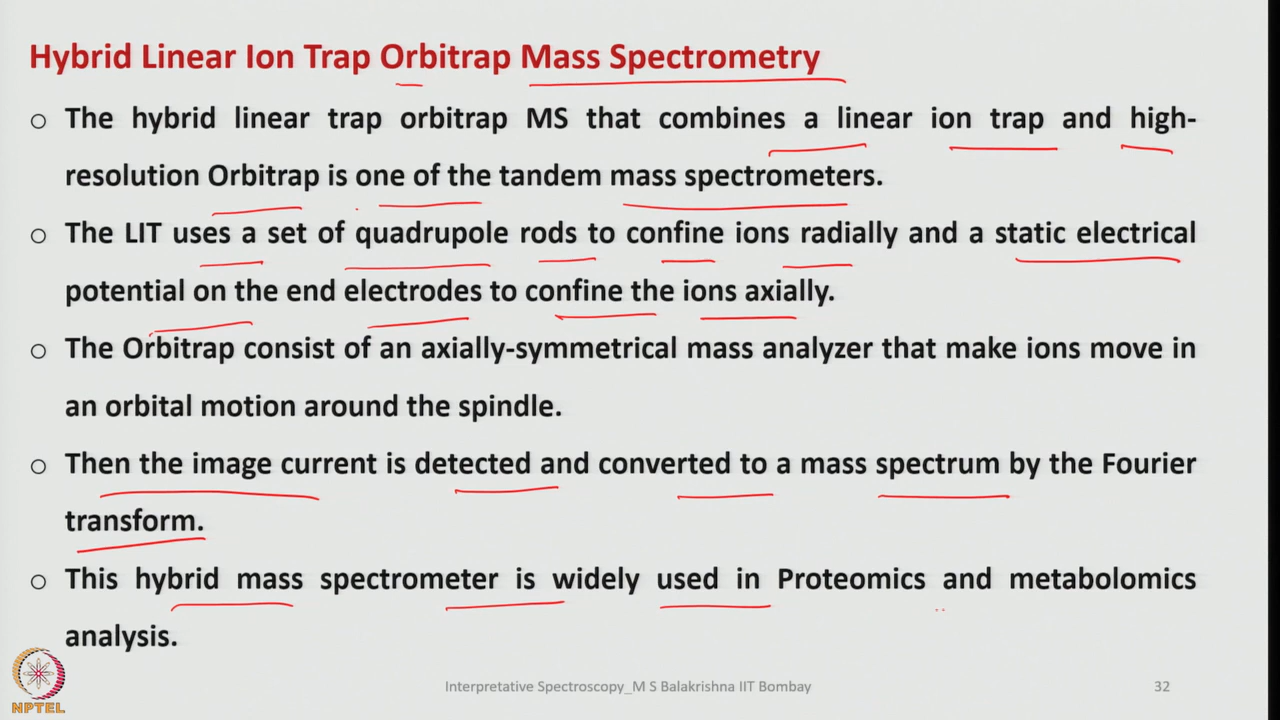 Hybrid Linear Ion Trap Orbitrap Mass Spectrometry
○ The hybrid linear trap orbitrap MS that combines a linear ion trap and high-
resolution Orbitrap is one of the tandem mass spectrometers.
○ The LIT uses a set of quadrupole rods to confine ions radially and a static electrical
potential on the end electrodes to confine the ions axially.
○ The Orbitrap consist of an axially-symmetrical mass analyzer that make ions move in
an orbital motion around the spindle.
○ Then the image current is detected and converted to a mass spectrum by the Fourier
transform.
○ This hybrid mass spectrometer is widely used in Proteomics and metabolomics
analysis.
NPTEL
Interpretative Spectroscopy_M S Balakrishna IIT Bombay
32